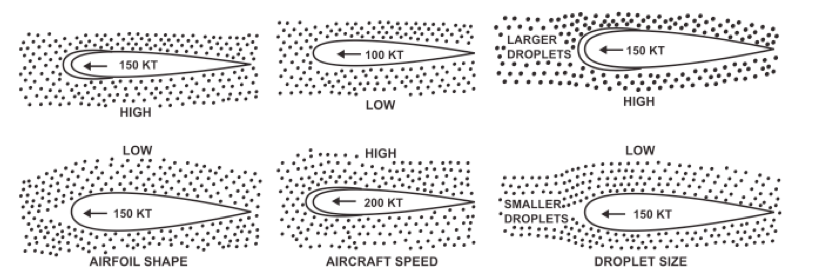 150 KT
HIGH
100 KT
LOW
LARGER
DROPLETS
150 KT
HIGH
LOW
150 KT
AIRFOIL SHAPE
HIGH
200 KT
AIRCRAFT SPEED
LOW
SMALLER
DROPLETS
150 KT
DROPLET SIZE